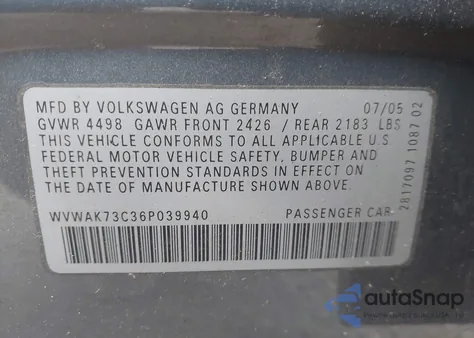 MFD BY VOLKSWAGEN AG GERMANY 07/05
GVWR 4498 GAWR FRONT 2426 / REAR 2183 LBS
THIS VEHICLE CONFORMS TO ALL APPLICABLE U.S
FEDERAL MOTOR VEHICLE SAFETY, BUMPER AND
THEFT PREVENTION STANDARDS IN EFFECT ON
THE DATE OF MANUFACTURE SHOWN ABOVE.
WVWAK73C36P039940 PASSENGER CAR
2817097 1087 02
autoSnap